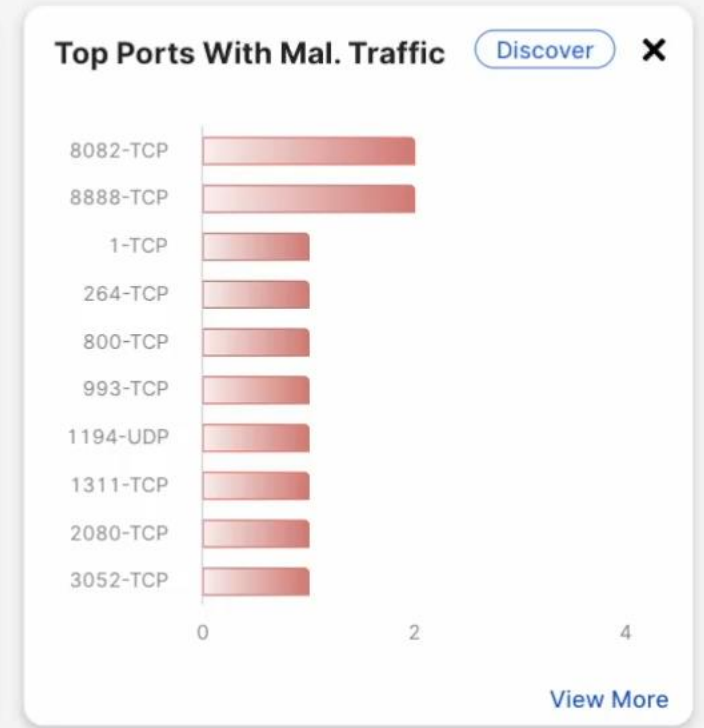 Top Ports With Mal. Traffic Discover ✕
8082-TCP
8888-TCP
1-TCP
264-TCP
800-TCP
993-TCP
1194-UDP
1311-TCP
2080-TCP
3052-TCP
0 2 4
View More